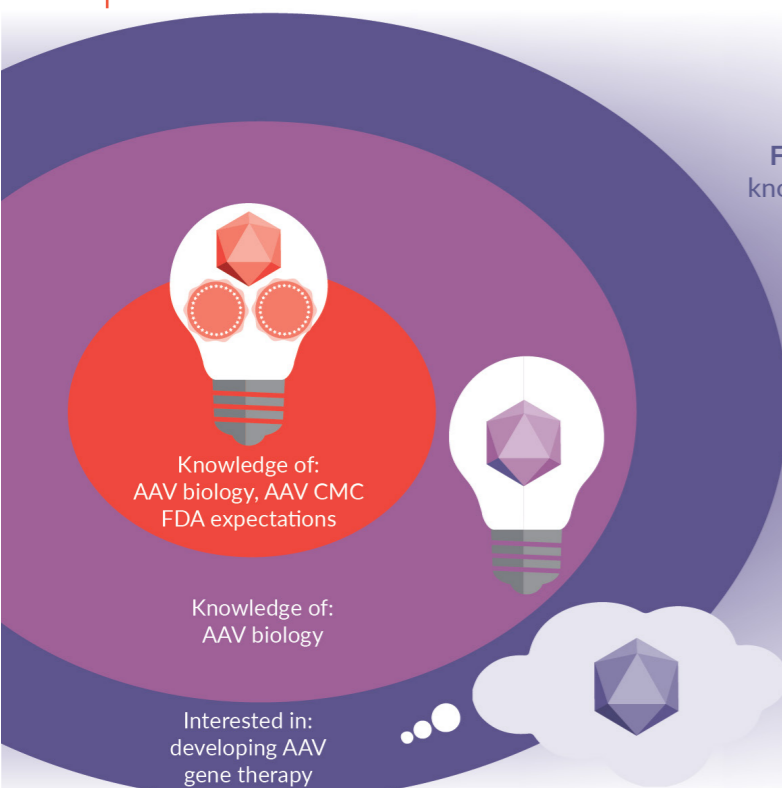 Knowledge of:
AAV biology, AAV CMC
FDA expectations
Knowledge of:
AAV biology
Interested in:
developing AAV
gene therapy